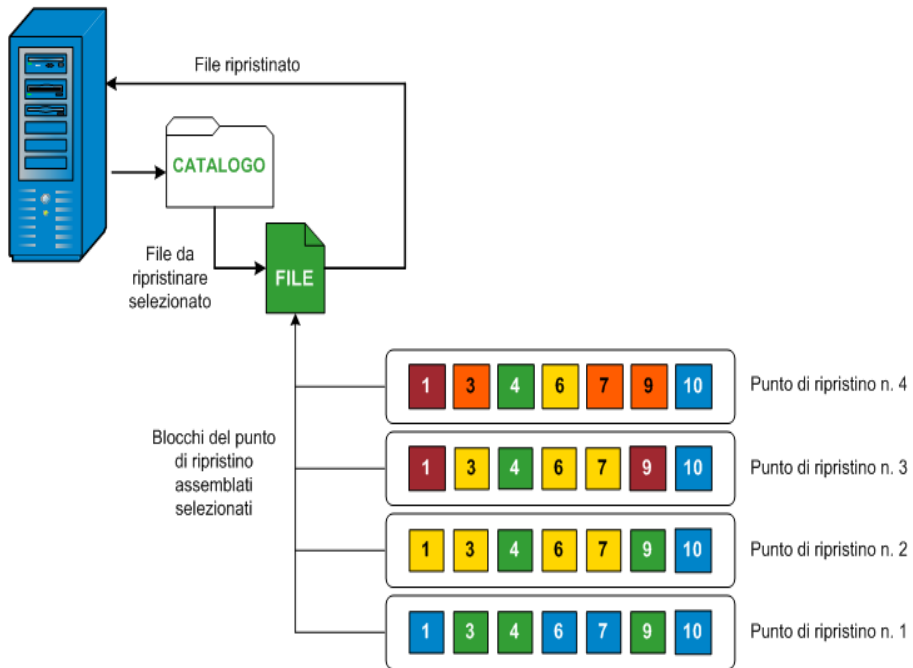 File ripristinato
CATALOGO
File da
ripristinare
selezionato
FILE
1 3 4 6 7 9 10
Punto di ripristino n. 4
Blocchi del punto
di ripristino
assemblati
selezionati
1 3 4 6 7 9 10
Punto di ripristino n. 3
1 3 4 6 7 9 10
Punto di ripristino n. 2
1 3 4 6 7 9 10
Punto di ripristino n. 1